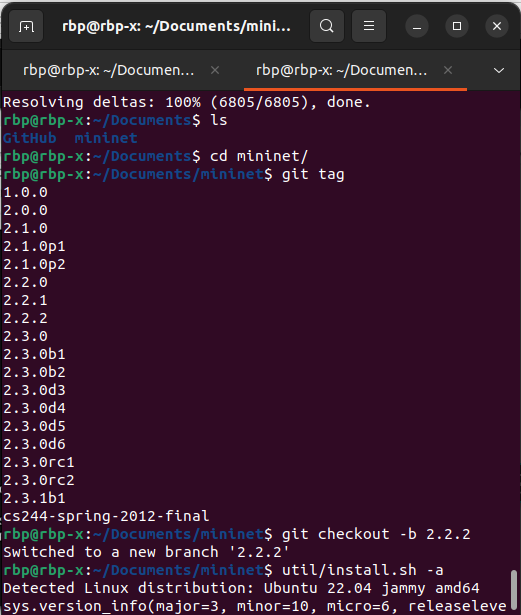 rbp@rbp-x: ~/Documents/mini...
rbp@rbp-x: ~/Documen...
rbp@rbp-x: ~/Documen...
Resolving deltas: 100% (6805/6805), done.
rbp@rbp-x:~/Documents$ ls
GitHub  mininet
rbp@rbp-x:~/Documents$ cd mininet/
rbp@rbp-x:~/Documents/mininet$ git tag
1.0.0
2.0.0
2.1.0
2.1.0p1
2.1.0p2
2.2.0
2.2.1
2.2.2
2.3.0
2.3.0b1
2.3.0b2
2.3.0d3
2.3.0d4
2.3.0d5
2.3.0d6
2.3.0rc1
2.3.0rc2
2.3.1b1
cs244-spring-2012-final
rbp@rbp-x:~/Documents/mininet$ git checkout -b 2.2.2
Switched to a new branch '2.2.2'
rbp@rbp-x:~/Documents/mininet$ util/install.sh -a
Detected Linux distribution: Ubuntu 22.04 jammy amd64
sys.version_info(major=3, minor=10, micro=6, releaseleve